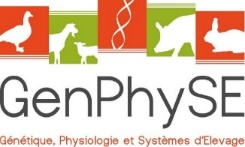 GenPhySE
Génétique, Physiologie et Systèmes d'Elevage